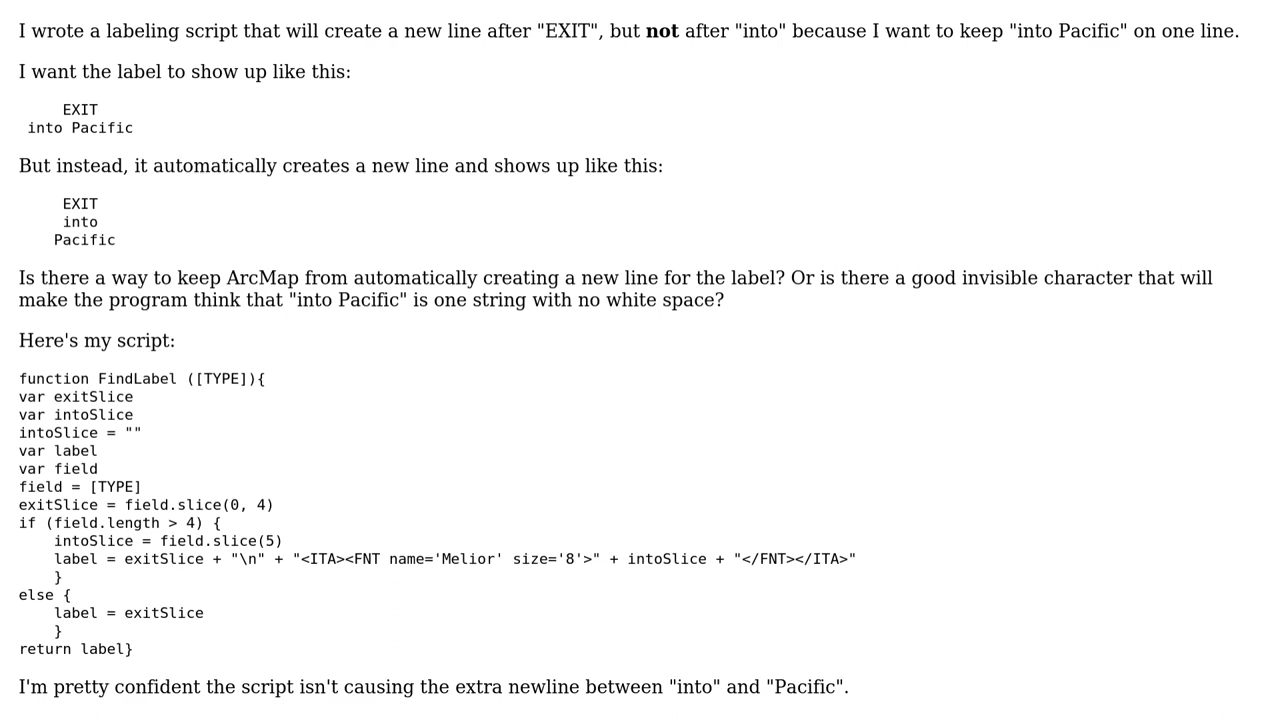 I wrote a labeling script that will create a new line after "EXIT", but not after "into" because I want to keep "into Pacific" on one line.
I want the label to show up like this:
EXIT
into Pacific
But instead, it automatically creates a new line and shows up like this:
EXIT
into
Pacific
Is there a way to keep ArcMap from automatically creating a new line for the label? Or is there a good invisible character that will
make the program think that "into Pacific" is one string with no white space?
Here's my script:
function FindLabel ([TYPE]){
var exitSlice
var intoSlice
intoSlice = ""
var label
var field
field = [TYPE]
exitSlice = field.slice(0, 4)
if (field.length > 4) {
    intoSlice = field.slice(5)
    label = exitSlice + "\n" + "<ITA><FNT name='Melior' size='8'>" + intoSlice + "</FNT></ITA>"
    }
else {
    label = exitSlice
    }
return label}
I'm pretty confident the script isn't causing the extra newline between "into" and "Pacific".